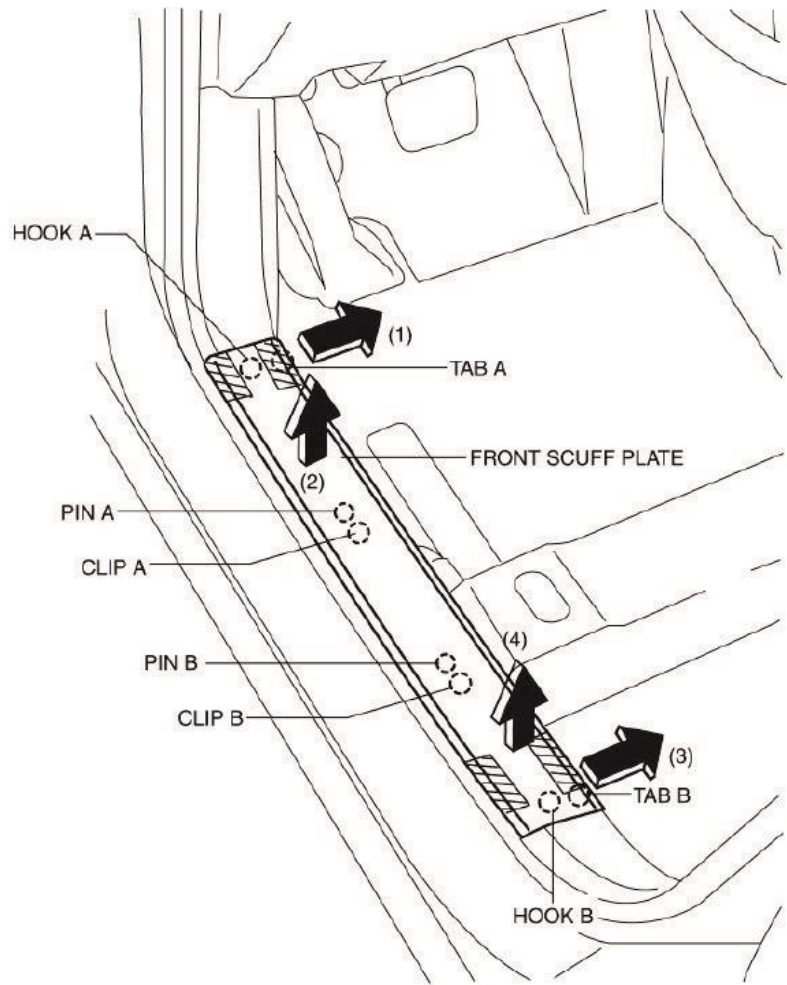 HOOK A
(1)
TAB A
FRONT SCUFF PLATE
(2)
PIN A
CLIP A
(4)
PIN B
CLIP B
(3)
TAB B
HOOK B